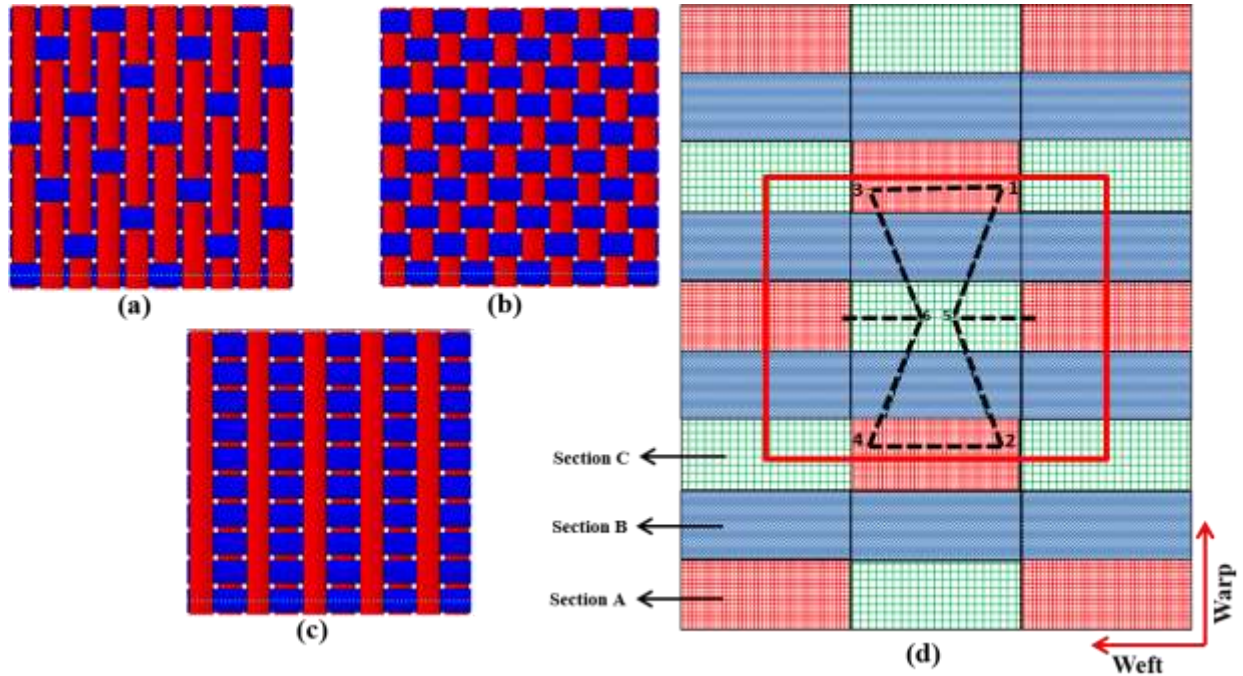 (a)
(b)
(c)
3
1
6
5
4
2
Section C
Section B
Section A
Warp
Weft
(d)